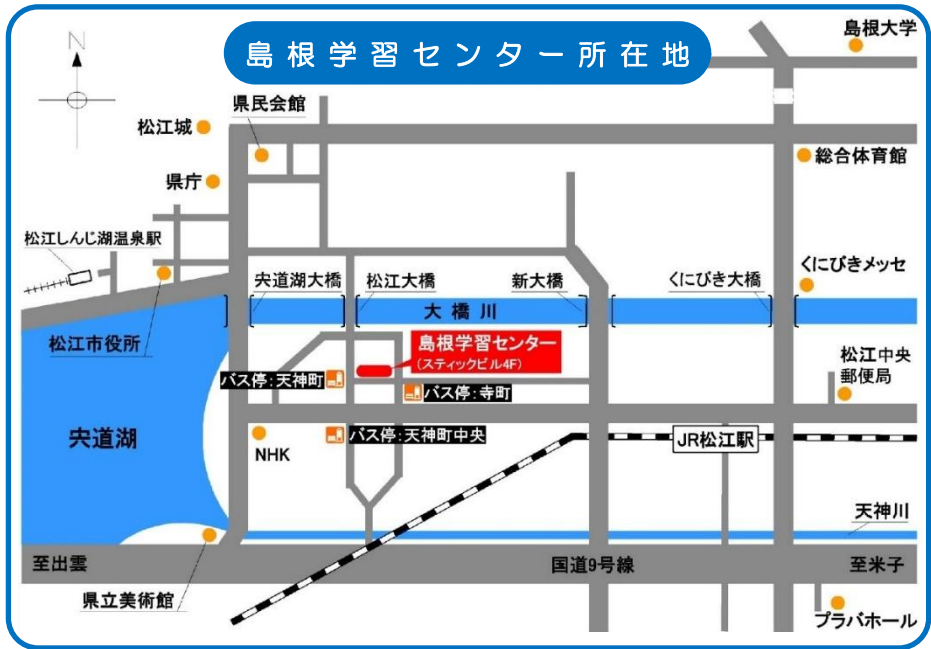 島根学習センター所在地
N
島根大学
県民会館
松江城
総合体育館
県庁
松江しんじ湖温泉駅
くにびきメッセ
宍道湖大橋
松江大橋
新大橋
くにびき大橋
大橋川
松江市役所
島根学習センター
(スティックビル4F)
松江中央
郵便局
バス停:天神町
バス停:寺町
宍道湖
バス停:天神町中央
JR松江駅
NHK
天神川
至出雲
国道9号線
至米子
県立美術館
プラバホール